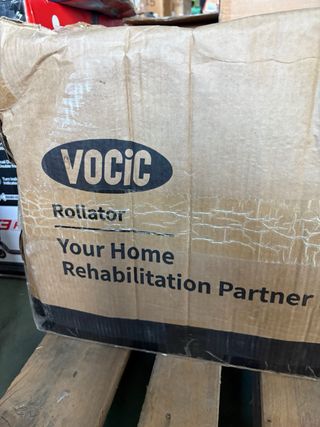 VOCiC
Rollator
Your Home
Rehabilitation Partner